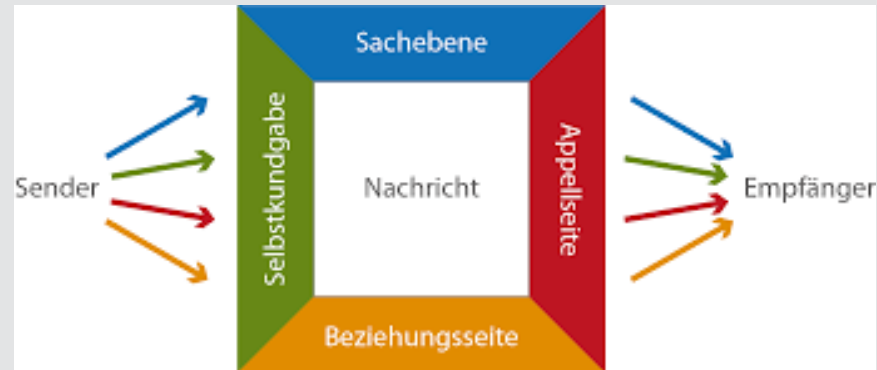 Sachebene
Sender
Selbstkundgabe
Nachricht
Appellseite
Empfänger
Beziehungsseite